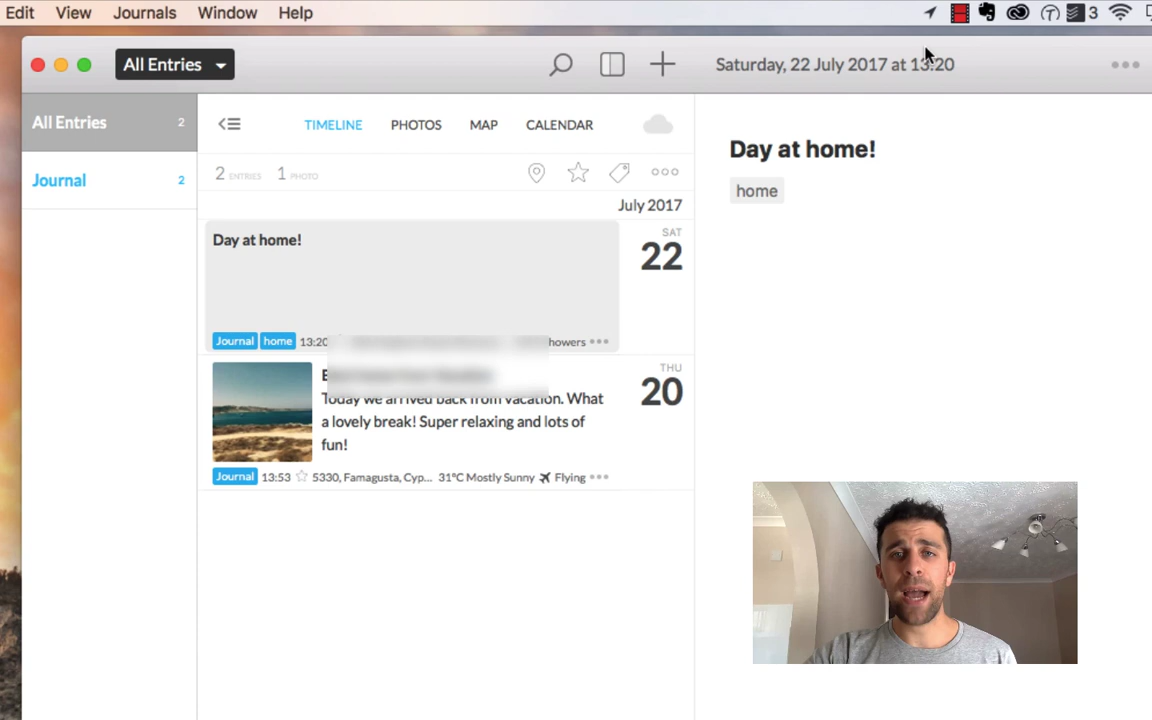 Edit View Journals Window Help 3
All Entries
Saturday, 22 July 2017 at 13:20
All Entries 2
TIMELINE PHOTOS MAP CALENDAR
Journal 2
2 ENTRIES 1 PHOTO
July 2017
Day at home!
home
Day at home!
SAT
22
Journal home 13:20 howers
THU
20
Today we arrived back from vacation. What
a lovely break! Super relaxing and lots of
fun!
Journal 13:53 5330, Famagusta, Cyp... 31°C Mostly Sunny Flying